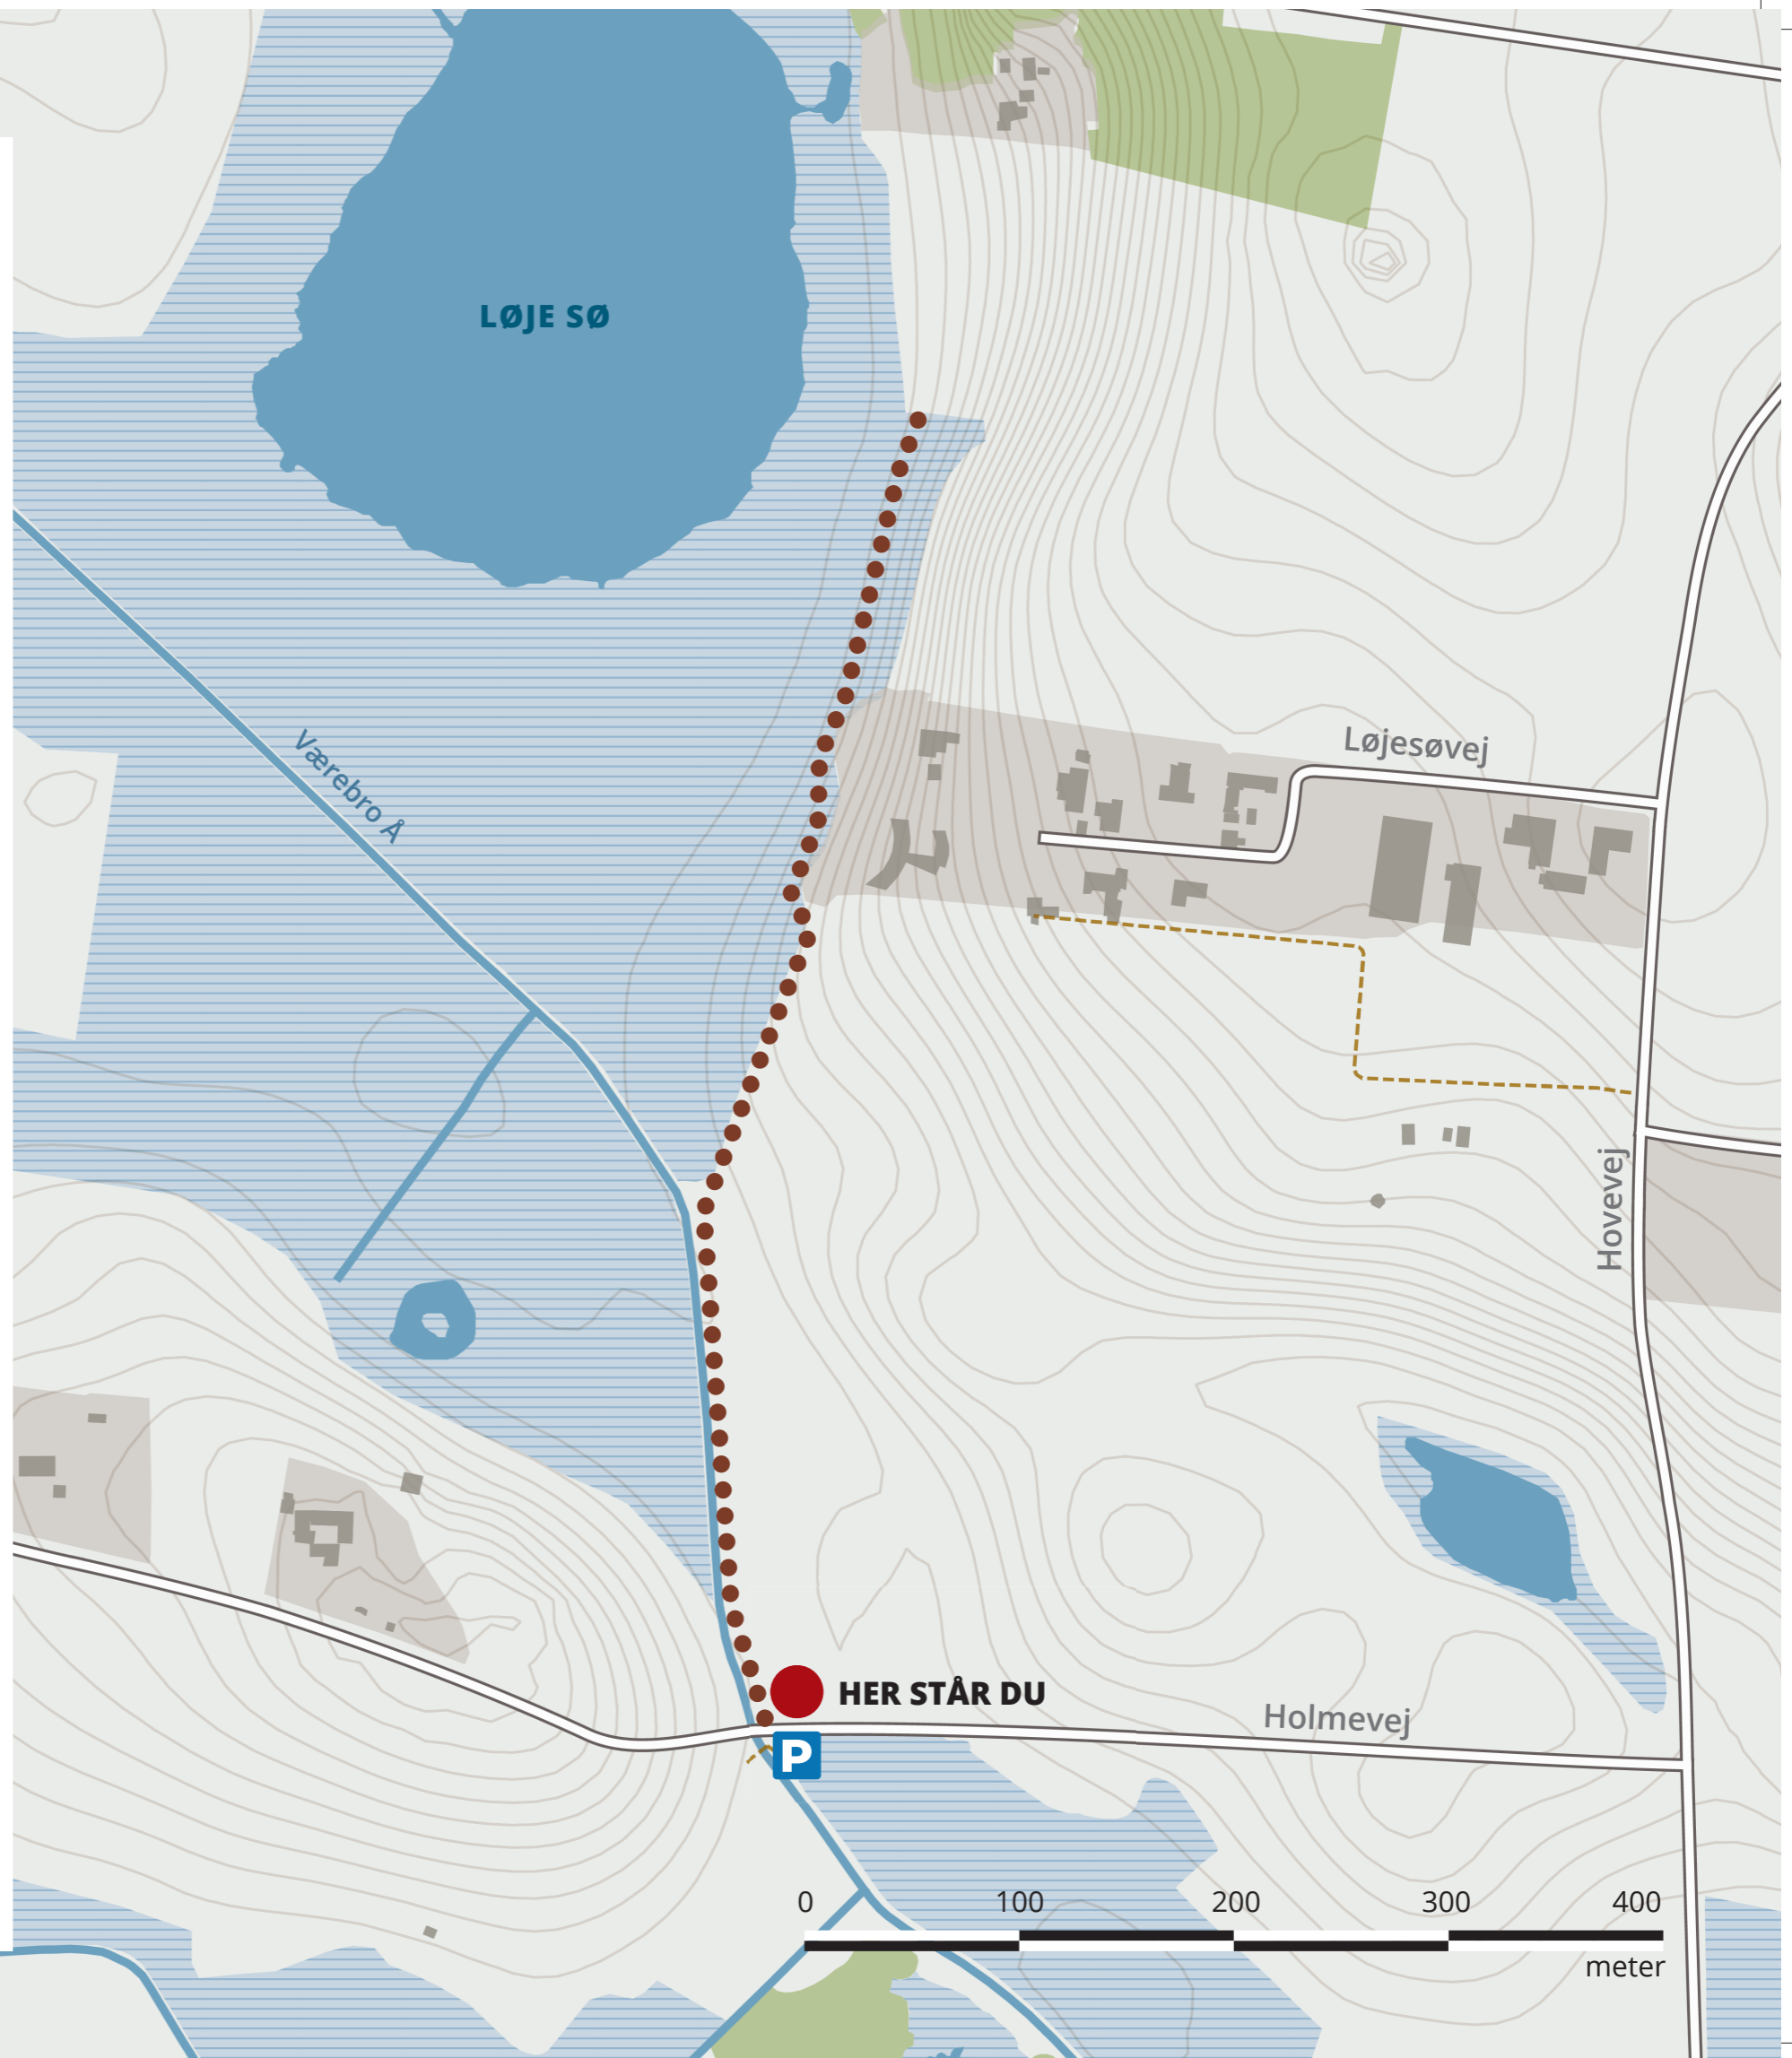 LØJE SØ
Værebro Å
Løjesøvej
Hovevej
HER STÅR DU
Holmevej
P
0 100 200 300 400
meter